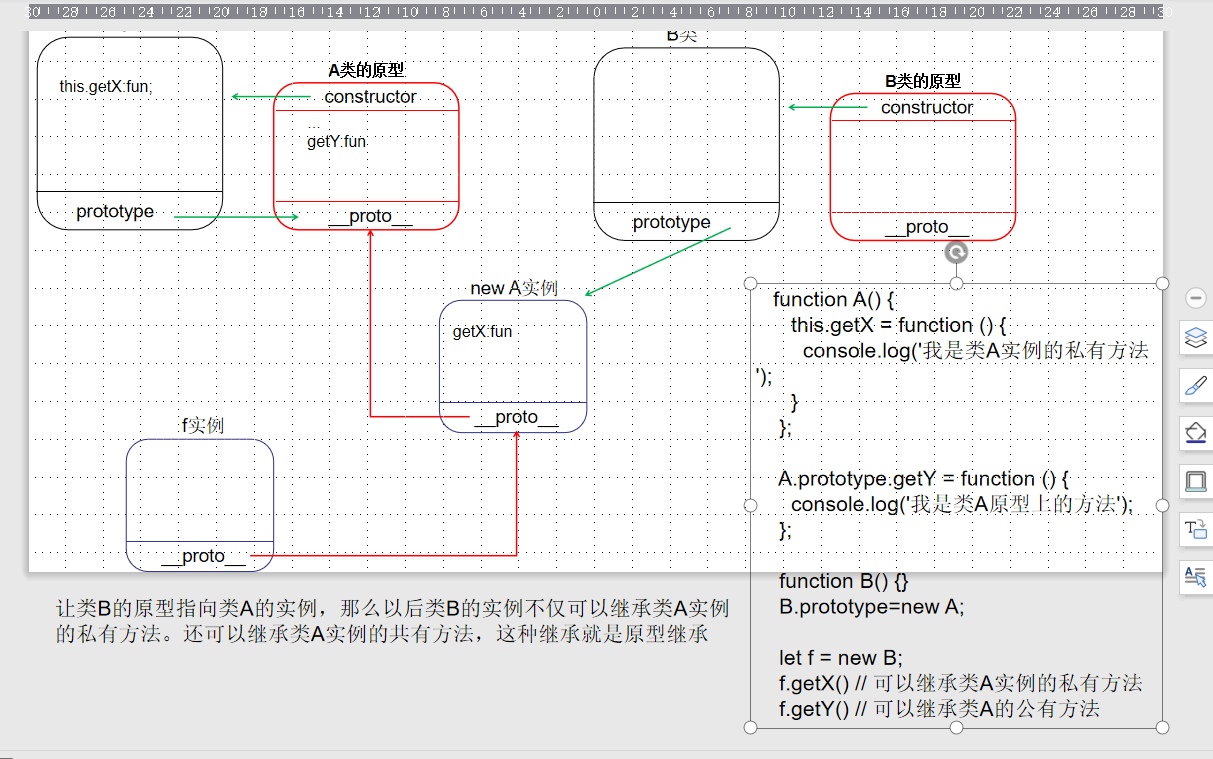 30 28 26 24 22 20 18 16 14 12 10 8 6 4 2 0 2 4 6 8 10 12 14 16 18 20 22 24 26 28 30
B类
this.getX:fun;
prototype
A类的原型
constructor
...
getY:fun
__proto__
prototype
B类的原型
constructor
__proto__
new A实例
getX:fun
__proto__
f实例
__proto__
function A() {
this.getX = function () {
console.log('我是类A实例的私有方法
');
}
};
A.prototype.getY = function () {
console.log('我是类A原型上的方法');
};
function B() {}
B.prototype=new A;
let f = new B;
f.getX() // 可以继承类A实例的私有方法
f.getY() // 可以继承类A的公有方法
让类B的原型指向类A的实例，那么以后类B的实例不仅可以继承类A实例
的私有方法。还可以继承类A实例的共有方法，这种继承就是原型继承